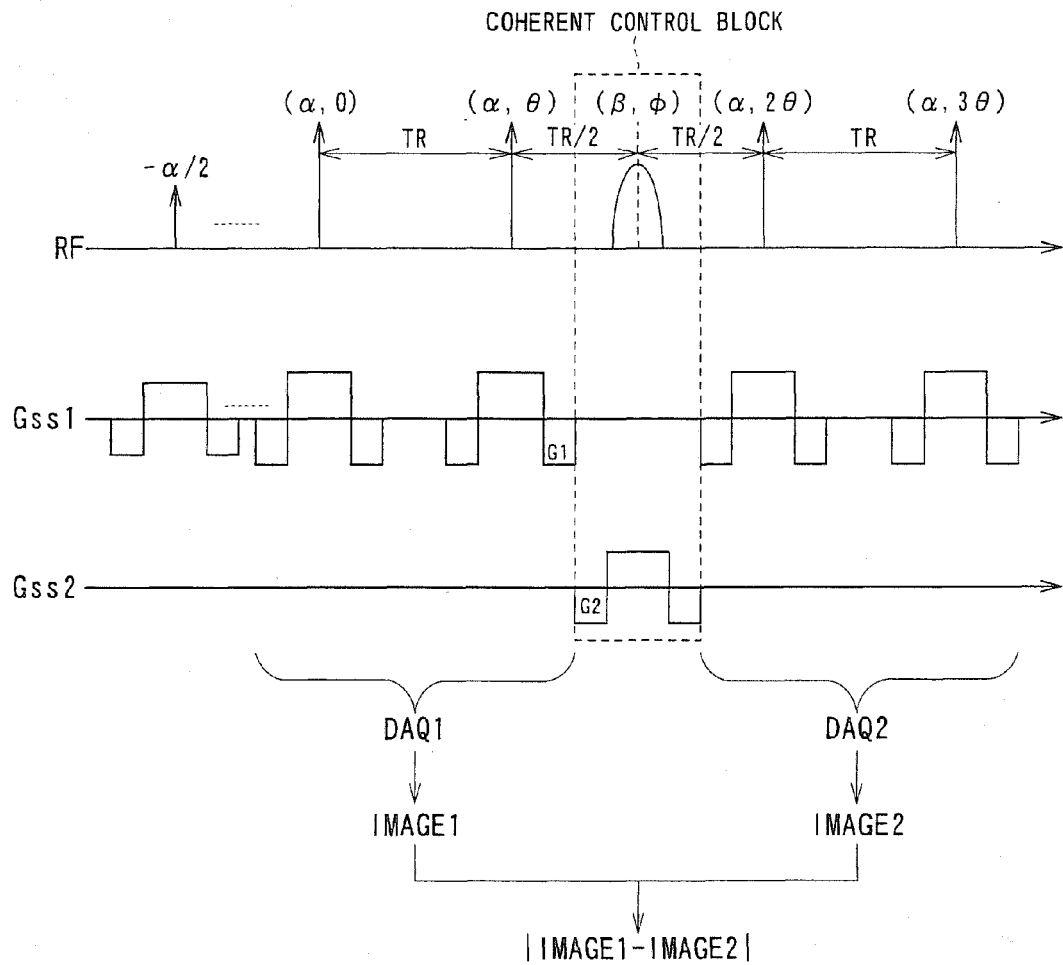 COHERENT CONTROL BLOCK
(α, 0) (α, θ) (β, φ) (α, 2θ) (α, 3θ)
TR TR/2 TR/2 TR
-α/2
RF
Gss1
G1
Gss2
G2
DAQ1 DAQ2
IMAGE1 IMAGE2
|IMAGE1-IMAGE2|